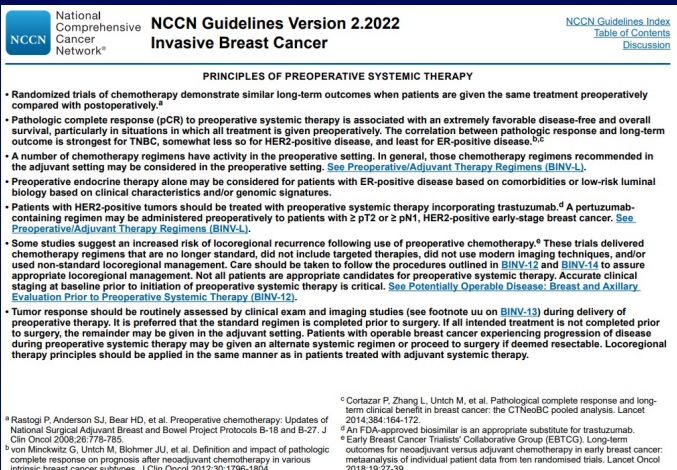 NCCN
National
Comprehensive
Cancer
Network®
NCCN Guidelines Version 2.2022
Invasive Breast Cancer
NCCN Guidelines Index
Table of Contents
Discussion
PRINCIPLES OF PREOPERATIVE SYSTEMIC THERAPY
• Randomized trials of chemotherapy demonstrate similar long-term outcomes when patients are given the same treatment preoperatively
compared with postoperatively.a
• Pathologic complete response (pCR) to preoperative systemic therapy is associated with an extremely favorable disease-free and overall
survival, particularly in situations in which all treatment is given preoperatively. The correlation between pathologic response and long-term
outcome is strongest for TNBC, somewhat less so for HER2-positive disease, and least for ER-positive disease.b,c
• A number of chemotherapy regimens have activity in the preoperative setting. In general, those chemotherapy regimens recommended in
the adjuvant setting may be considered in the preoperative setting. See Preoperative/Adjuvant Therapy Regimens (BINV-L).
• Preoperative endocrine therapy alone may be considered for patients with ER-positive disease based on comorbidities or low-risk luminal
biology based on clinical characteristics and/or genomic signatures.
• Patients with HER2-positive tumors should be treated with preoperative systemic therapy incorporating trastuzumab.d A pertuzumab-
containing regimen may be administered preoperatively to patients with ≥ pT2 or ≥ pN1, HER2-positive early-stage breast cancer. See
Preoperative/Adjuvant Therapy Regimens (BINV-L).
• Some studies suggest an increased risk of locoregional recurrence following use of preoperative chemotherapy.e These trials delivered
chemotherapy regimens that are no longer standard, did not include targeted therapies, did not use modern imaging techniques, and/or
used non-standard locoregional management. Care should be taken to follow the procedures outlined in BINV-12 and BINV-14 to assure
appropriate locoregional management. Not all patients are appropriate candidates for preoperative systemic therapy. Accurate clinical
staging at baseline prior to initiation of preoperative systemic therapy is critical. See Potentially Operable Disease: Breast and Axillary
Evaluation Prior to Preoperative Systemic Therapy (BINV-12).
• Tumor response should be routinely assessed by clinical exam and imaging studies (see footnote uu on BINV-13) during delivery of
preoperative therapy. It is preferred that the standard regimen is completed prior to surgery. If all intended treatment is not completed prior
to surgery, the remainder may be given in the adjuvant setting. Patients with operable breast cancer experiencing progression of disease
during preoperative systemic therapy may be given an alternate systemic regimen or proceed to surgery if deemed resectable. Locoregional
therapy principles should be applied in the same manner as in patients treated with adjuvant systemic therapy.
a Rastogi P, Anderson SJ, Bear HD, et al. Preoperative chemotherapy: Updates of
National Surgical Adjuvant Breast and Bowel Project Protocols B-18 and B-27. J
Clin Oncol 2008;26:778-785.
b von Minckwitz G, Untch M, Blohmer JU, et al. Definition and impact of pathologic
complete response on prognosis after neoadjuvant chemotherapy in various
intrinsic breast cancer subtypes. J Clin Oncol 2012;30:1796-1804.
c Cortazar P, Zhang L, Untch M, et al. Pathological complete response and long-
term clinical benefit in breast cancer: the CTNeoBC pooled analysis. Lancet
2014;384:164-172.
d An FDA-approved biosimilar is an appropriate substitute for trastuzumab.
e Early Breast Cancer Trialists' Collaborative Group (EBTCG). Long-term
outcomes for neoadjuvant versus adjuvant chemotherapy in early breast cancer:
metaanalysis of individual patient data from ten randomised trials. Lancet Oncol
2018;19:27-39.